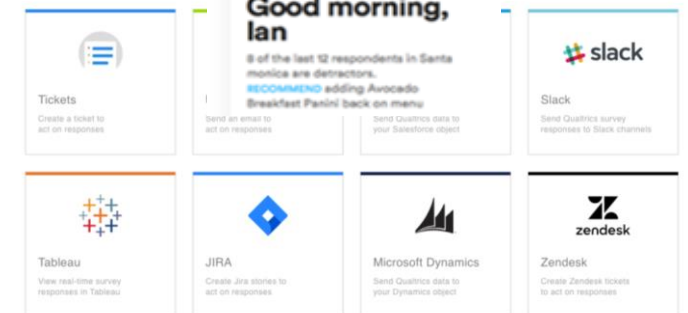 Good morning,
Ian
8 of the last 12 respondents in Santa
monica are detractors.
RECOMMEND adding Avocado
Breakfast Panini back on menu
slack
Tickets
Slack
Create a ticket to
act on responses
Send an email to
act on responses
Send Qualtrics data to
your Salesforce object
Send Qualtrics survey
responses to Slack channels
zendesk
Tableau
JIRA
Microsoft Dynamics
Zendesk
View real-time survey
responses in Tableau
Create Jira stories to
act on responses
Send Qualtrics data to
your Dynamics object
Create Zendesk tickets
to act on responses